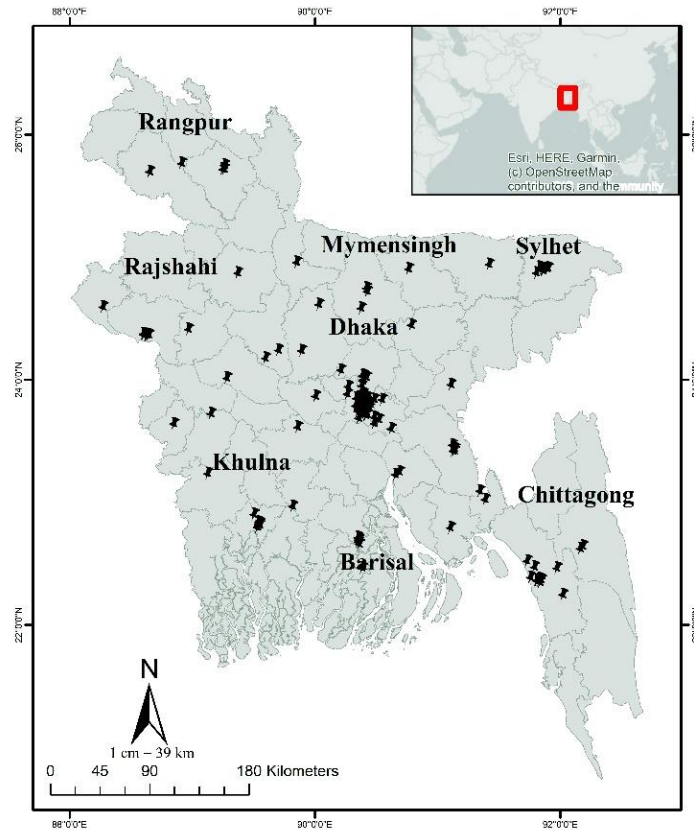 88°0'0"E 90°0'0"E 92°0'0"E
Esri, HERE, Garmin,
(c) OpenStreetMap
contributors, and the community
Rangpur
26°0'0"N
Mymensingh Sylhet
Rajshahi
Dhaka
24°0'0"N
Khulna
Chittagong
Barisal
22°0'0"N
N
1 cm – 39 km
0 45 90 180 Kilometers
88°0'0"E 90°0'0"E 92°0'0"E